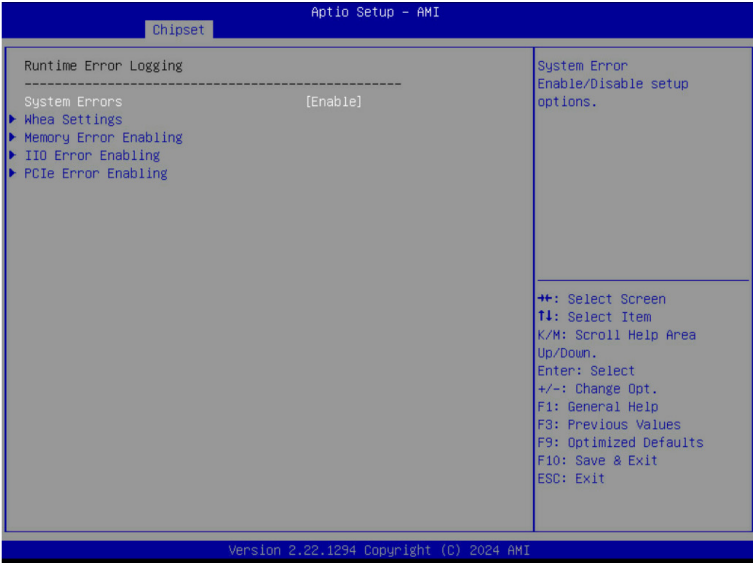 Aptio Setup – AMI
Chipset
Runtime Error Logging
--------------------------------------------------
System Errors [Enable]
Whea Settings
Memory Error Enabling
IIO Error Enabling
PCIe Error Enabling
System Error
Enable/Disable setup
options.
→←: Select Screen
↑↓: Select Item
K/M: Scroll Help Area
Up/Down.
Enter: Select
+/-: Change Opt.
F1: General Help
F3: Previous Values
F9: Optimized Defaults
F10: Save & Exit
ESC: Exit
Version 2.22.1294 Copyright (C) 2024 AMI